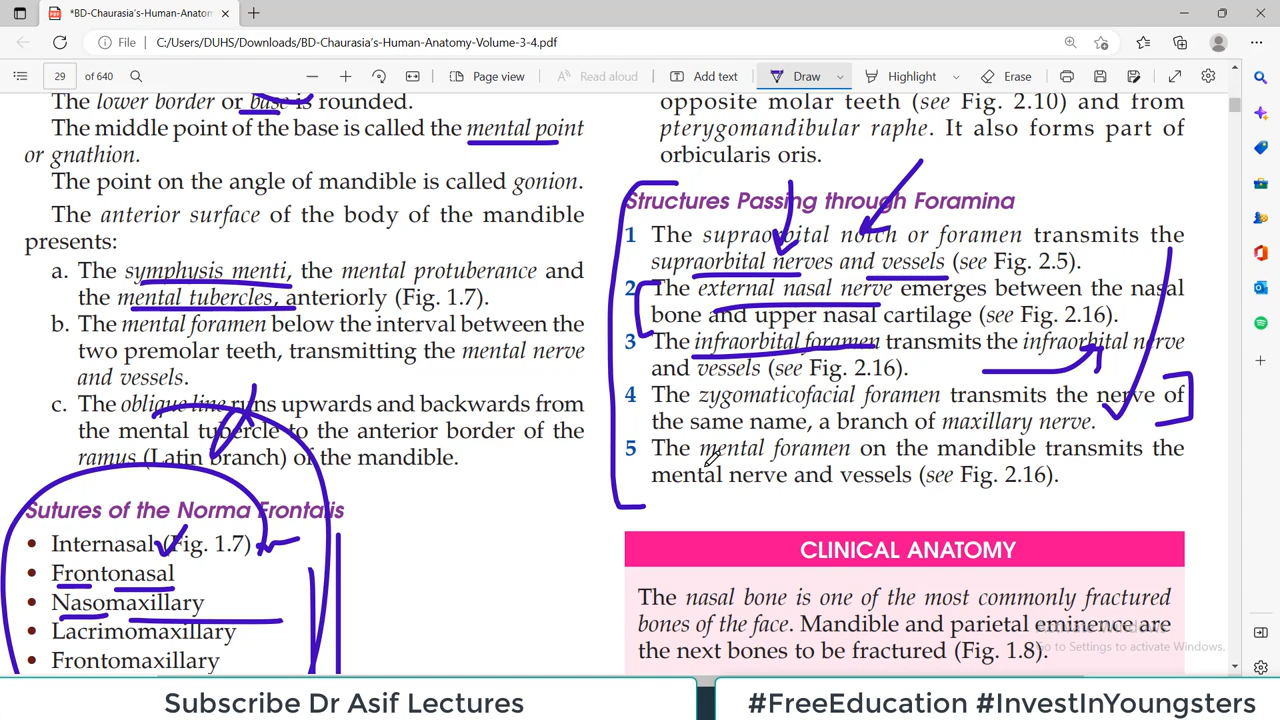 *BD-Chaurasia's-Human-Anatom
File
C:/Users/DUHS/Downloads/BD-Chaurasia's-Human-Anatomy-Volume-3-4.pdf
29 of 640
Page view
Read aloud
Add text
Draw
Highlight
Erase
The lower border or base is rounded.
The middle point of the base is called the mental point
or gnathion.
The point on the angle of mandible is called gonion.
The anterior surface of the body of the mandible
presents:
a. The symphysis menti, the mental protuberance and
the mental tubercles, anteriorly (Fig. 1.7).
b. The mental foramen below the interval between the
two premolar teeth, transmitting the mental nerve
and vessels.
c. The oblique line runs upwards and backwards from
the mental tubercle to the anterior border of the
ramus (Latin branch) of the mandible.
Sutures of the Norma Frontalis
• Internasal (Fig. 1.7)
• Frontonasal
• Nasomaxillary
• Lacrimomaxillary
• Frontomaxillary
opposite molar teeth (see Fig. 2.10) and from
pterygomandibular raphe. It also forms part of
orbicularis oris.
Structures Passing through Foramina
1 The supraorbital notch or foramen transmits the
supraorbital nerves and vessels (see Fig. 2.5).
2 The external nasal nerve emerges between the nasal
bone and upper nasal cartilage (see Fig. 2.16).
3 The infraorbital foramen transmits the infraorbital nerve
and vessels (see Fig. 2.16).
4 The zygomaticofacial foramen transmits the nerve of
the same name, a branch of maxillary nerve.
5 The mental foramen on the mandible transmits the
mental nerve and vessels (see Fig. 2.16).
CLINICAL ANATOMY
The nasal bone is one of the most commonly fractured
bones of the face. Mandible and parietal eminence are
the next bones to be fractured (Fig. 1.8).
Go to Settings to activate Windows.
Subscribe Dr Asif Lectures
#FreeEducation #InvestInYoungsters